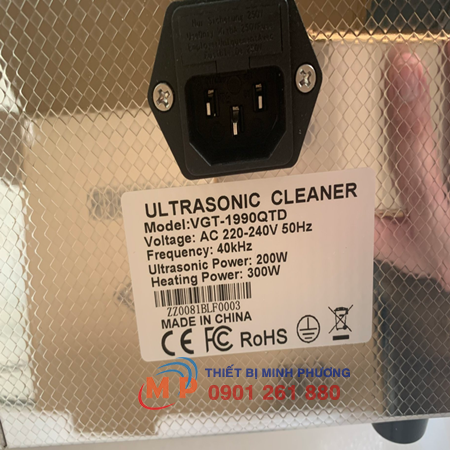 ULTRASONIC CLEANER
Model:VGT-1990QTD
Voltage: AC 220-240V 50Hz
Frequency: 40kHz
Ultrasonic Power: 200W
Heating Power: 300W
ZZ0081BLF0003
MADE IN CHINA
CE FC RoHS
THIẾT BỊ MINH PHƯƠNG
MP
0901 261 880